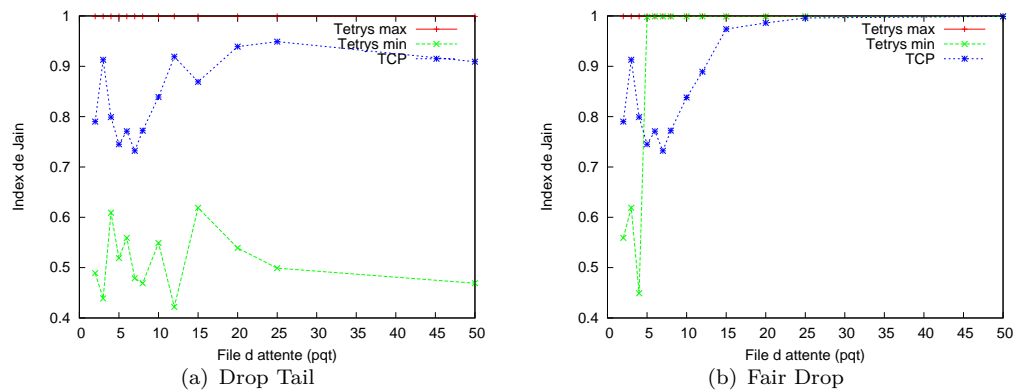 1
0.9
0.8
0.7
0.6
0.5
0.4
Index de Jain
Tetrys max
Tetrys min
TCP
0 5 10 15 20 25 30 35 40 45 50
File d attente (pqt)
(a) Drop Tail
1
0.9
0.8
0.7
0.6
0.5
0.4
Index de Jain
Tetrys max
Tetrys min
TCP
0 5 10 15 20 25 30 35 40 45 50
File d attente (pqt)
(b) Fair Drop